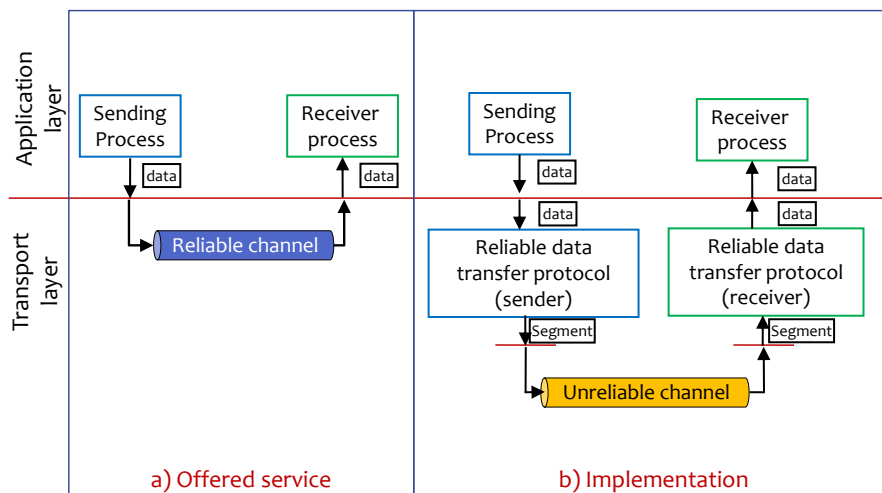 Application
layer
Transport
layer
Sending
Process
data
Receiver
process
data
Reliable channel
a) Offered service
Sending
Process
data
data
Reliable data
transfer protocol
(sender)
Segment
Receiver
process
data
data
Reliable data
transfer protocol
(receiver)
Segment
Unreliable channel
b) Implementation